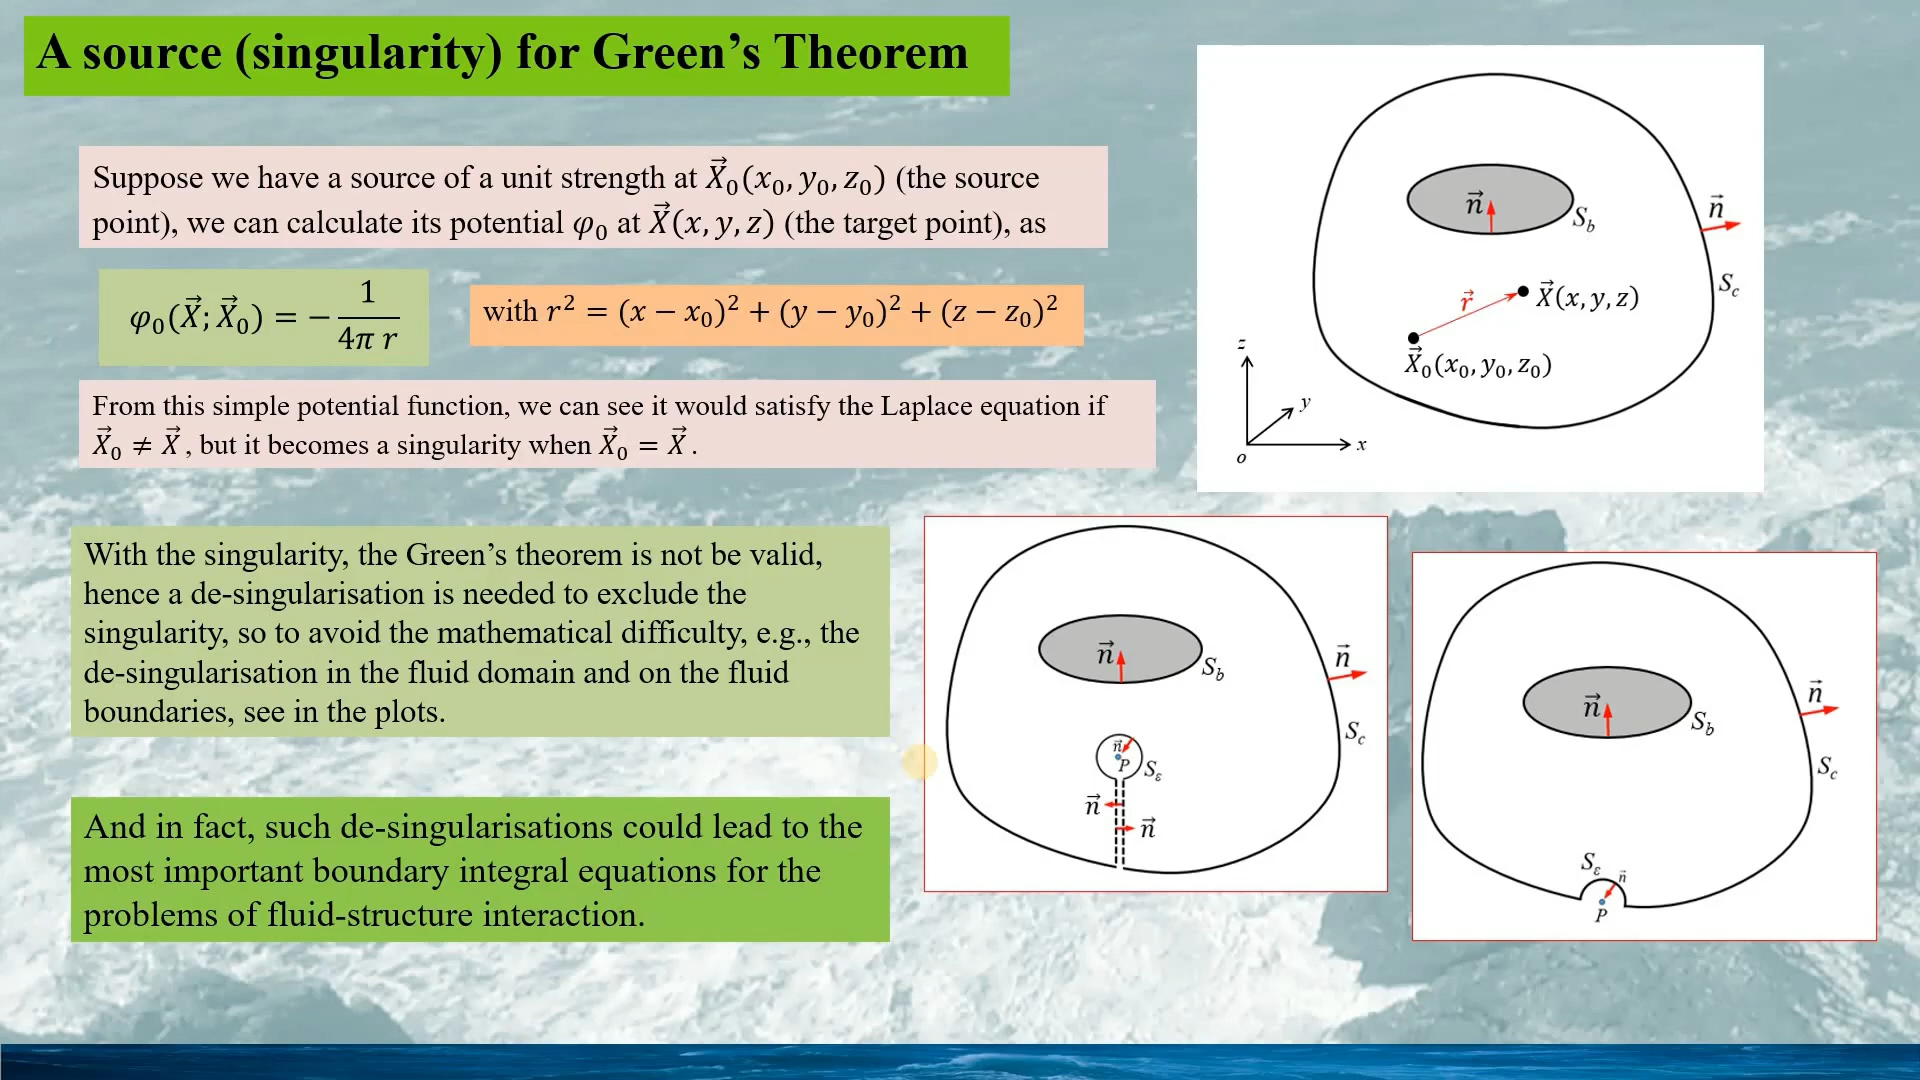 A source (singularity) for Green's Theorem
Suppose we have a source of a unit strength at X⃗₀(x₀, y₀, z₀) (the source
point), we can calculate its potential φ₀ at X⃗(x, y, z) (the target point), as
φ₀(X⃗; X⃗₀) = − 1 / 4π r
with r² = (x − x₀)² + (y − y₀)² + (z − z₀)²
From this simple potential function, we can see it would satisfy the Laplace equation if
X⃗₀ ≠ X⃗, but it becomes a singularity when X⃗₀ = X⃗.
With the singularity, the Green's theorem is not be valid,
hence a de-singularisation is needed to exclude the
singularity, so to avoid the mathematical difficulty, e.g., the
de-singularisation in the fluid domain and on the fluid
boundaries, see in the plots.
And in fact, such de-singularisations could lead to the
most important boundary integral equations for the
problems of fluid-structure interaction.
n⃗
S_b
n⃗
S_c
r⃗
X⃗(x, y, z)
X⃗₀(x₀, y₀, z₀)
z
y
x
o
n⃗
S_b
n⃗
S_c
n⃗
P
S_ε
n⃗
n⃗
n⃗
S_b
n⃗
S_c
S_ε
n⃗
P